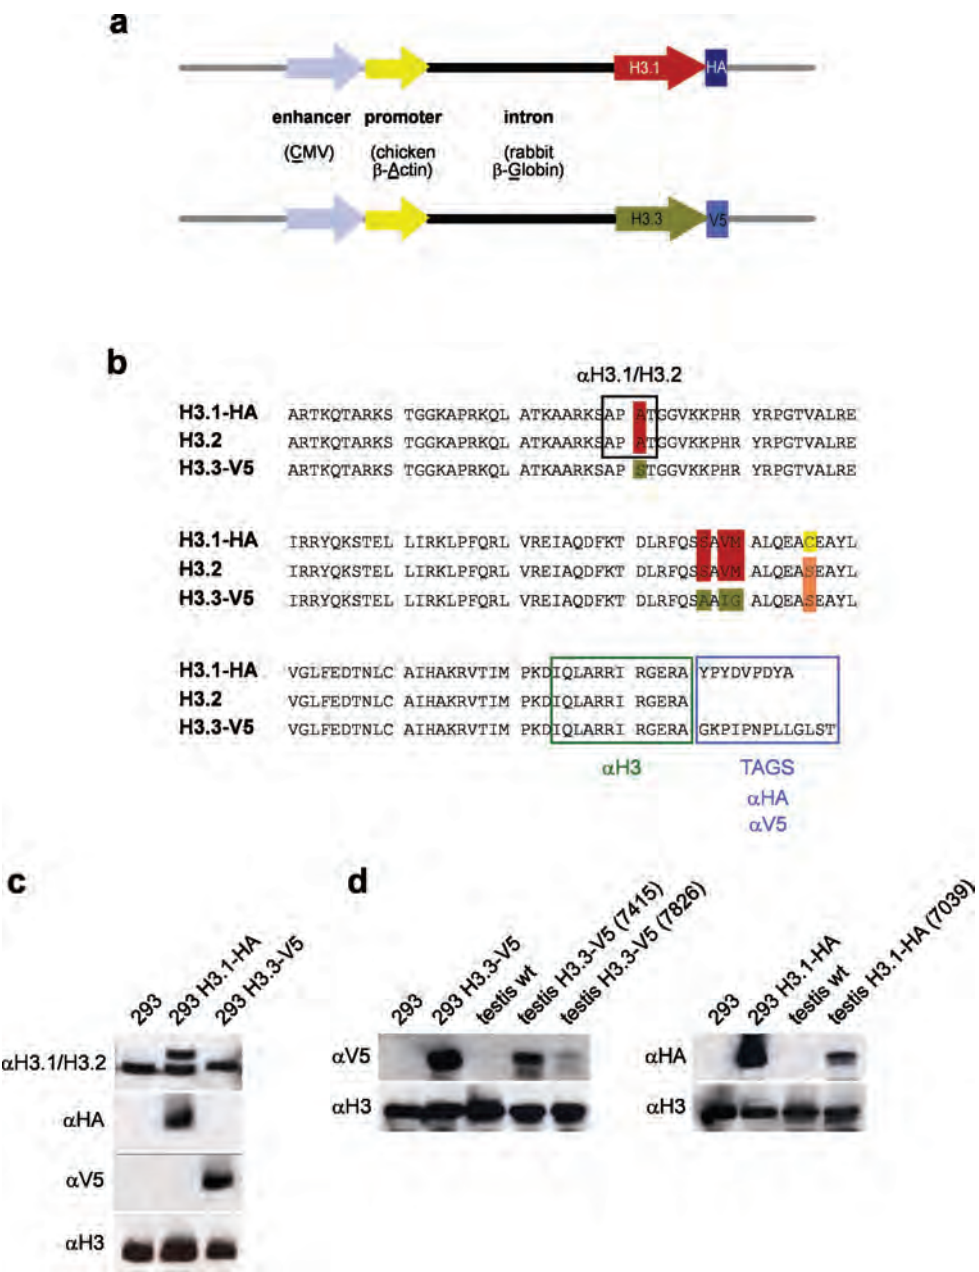 a
H3.1 HA
enhancer promoter intron
(CMV) (chicken (rabbit
β-Actin) β-Globin)
H3.3 V5
b
αH3.1/H3.2
H3.1-HA ARTKQTARKS TGGKAPRKQL ATKAARKSAP ATGGVKKPHR YRPGTVALRE
H3.2 ARTKQTARKS TGGKAPRKQL ATKAARKSAP ATGGVKKPHR YRPGTVALRE
H3.3-V5 ARTKQTARKS TGGKAPRKQL ATKAARKSAP STGGVKKPHR YRPGTVALRE
H3.1-HA IRRYQKSTEL LIRKLPFQRL VREIAQDFKT DLRFQSSAVM ALQEACEAYL
H3.2 IRRYQKSTEL LIRKLPFQRL VREIAQDFKT DLRFQSSAVM ALQEASEAYL
H3.3-V5 IRRYQKSTEL LIRKLPFQRL VREIAQDFKT DLRFQSAAIG ALQEASEAYL
H3.1-HA VGLFEDTNLC AIHAKRVTIM PKDIQLARRI RGERA YPYDVPDYA
H3.2 VGLFEDTNLC AIHAKRVTIM PKDIQLARRI RGERA
H3.3-V5 VGLFEDTNLC AIHAKRVTIM PKDIQLARRI RGERA GKPIPNPLLGLST
αH3 TAGS
αHA
αV5
c
293
293 H3.1-HA
293 H3.3-V5
αH3.1/H3.2
αHA
αV5
αH3
d
293
293 H3.3-V5
testis wt
testis H3.3-V5 (7415)
testis H3.3-V5 (7826)
αV5
αH3
293
293 H3.1-HA
testis wt
testis H3.1-HA (7039)
αHA
αH3